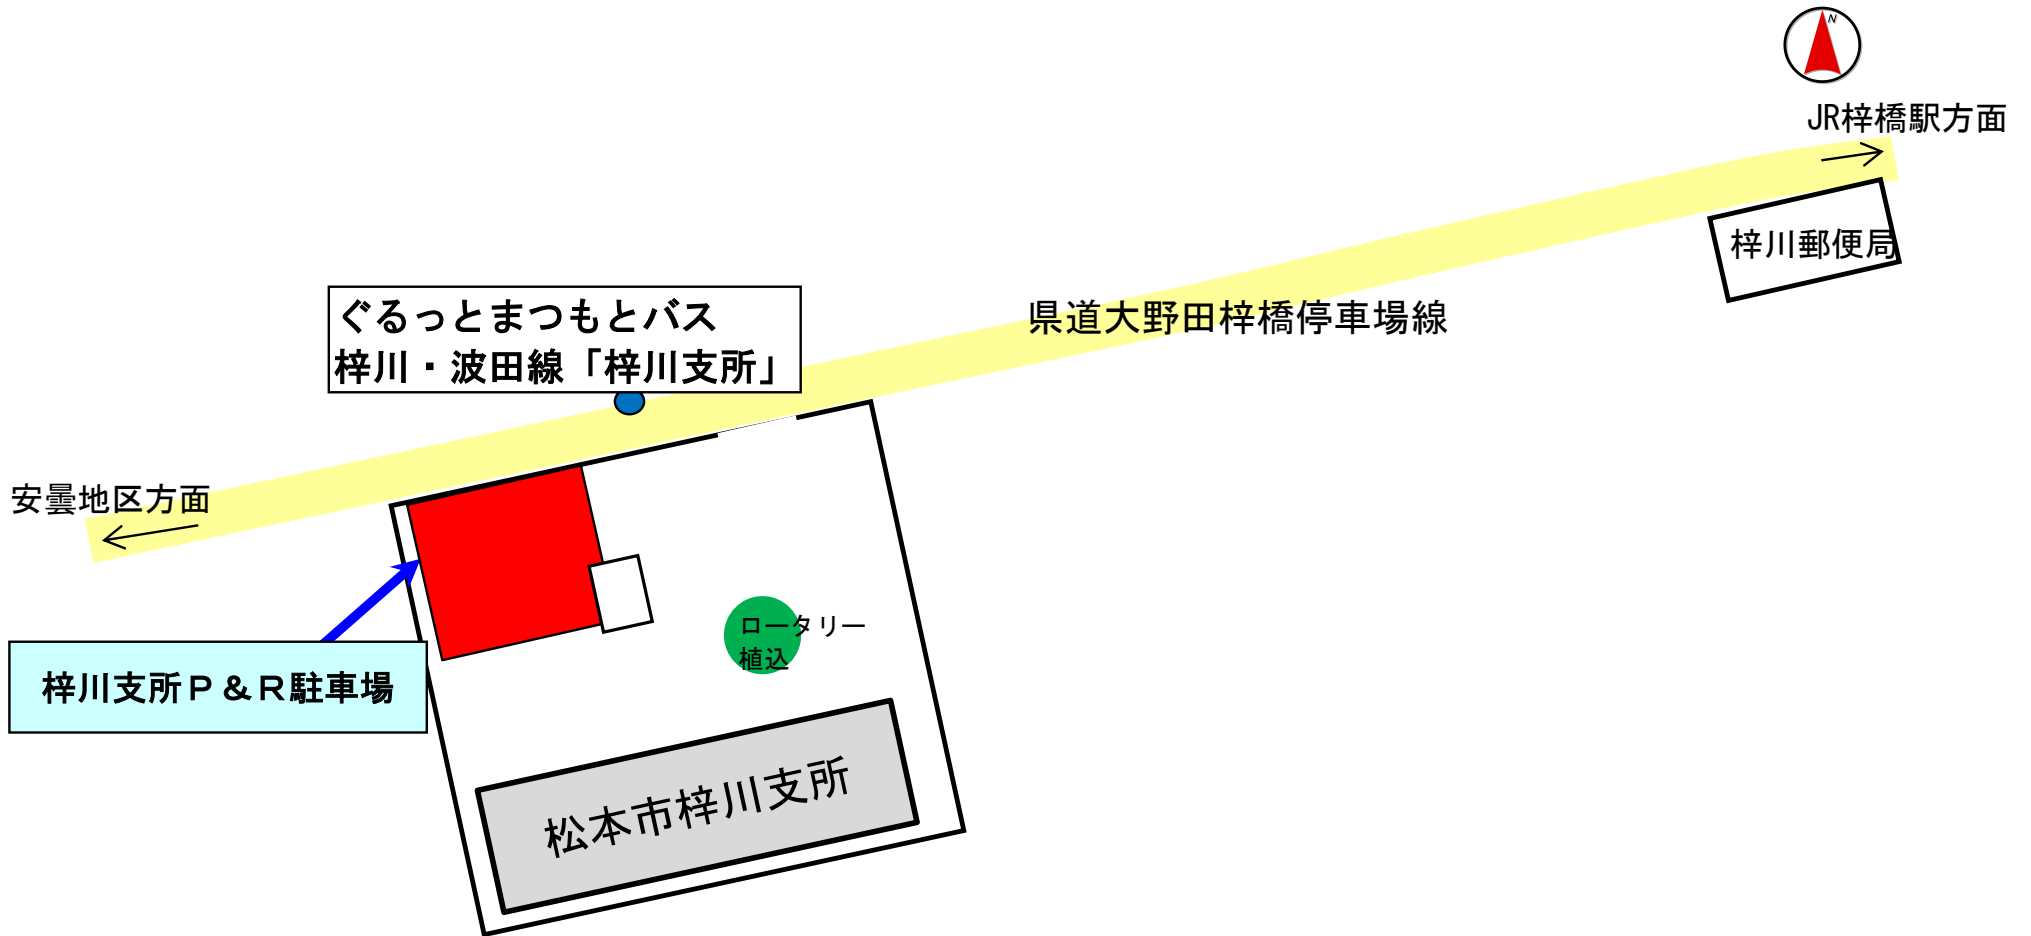 N
JR梓橋駅方面
梓川郵便局
ぐるっとまつもとバス
梓川・波田線「梓川支所」
県道大野田梓橋停車場線
安曇地区方面
ロータリー
植込
梓川支所Ｐ＆Ｒ駐車場
松本市梓川支所